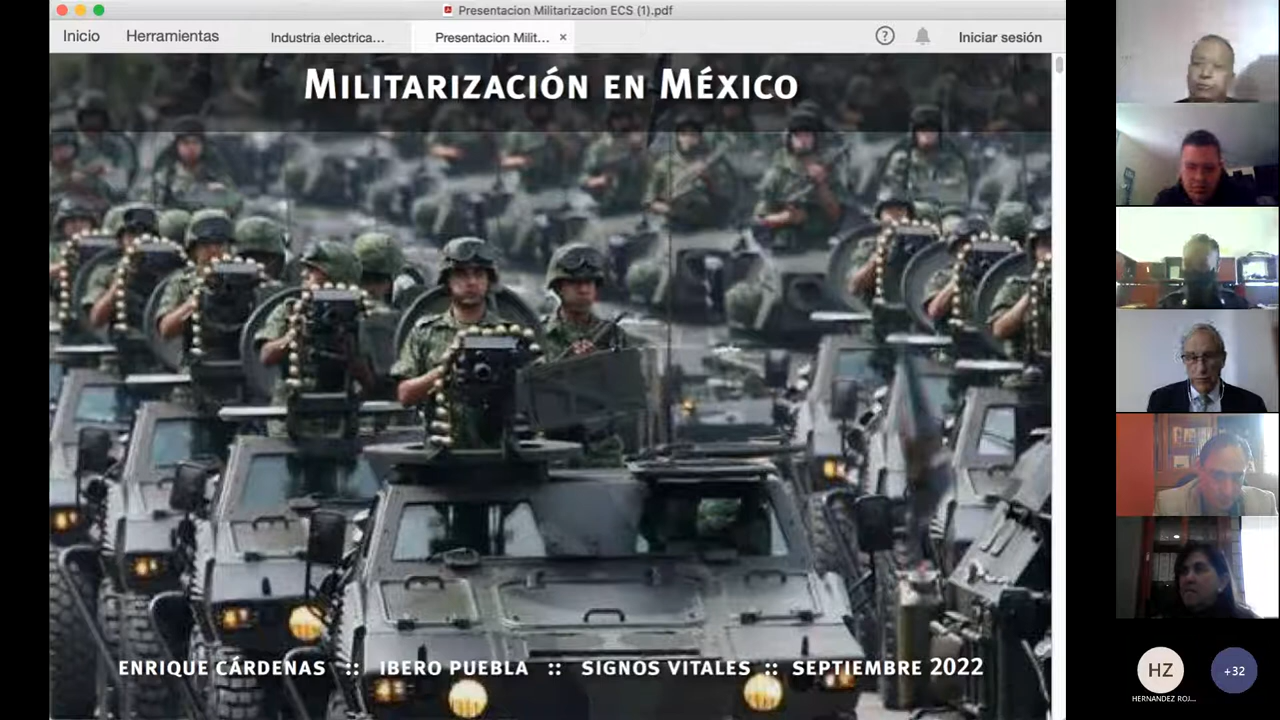 Presentacion Militarizacion ECS (1).pdf
Inicio Herramientas Industria electrica... Presentacion Milit... × ? Iniciar sesión
MILITARIZACIÓN EN MÉXICO
ENRIQUE CÁRDENAS :: IBERO PUEBLA :: SIGNOS VITALES :: SEPTIEMBRE 2022
HZ
+32
HERNANDEZ ROJ...